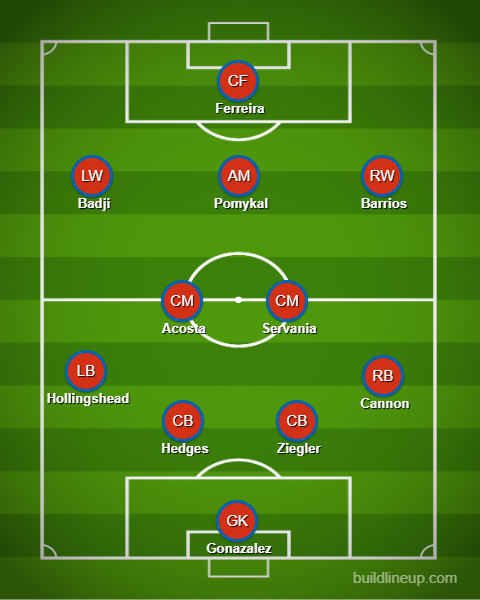 CF
Ferreira
LW
AM
RW
Badji
Pomykal
Barrios
CM
CM
Acosta
Servania
LB
RB
Hollingshead
Cannon
CB
CB
Hedges
Ziegler
GK
Gonazalez
buildlineup.com